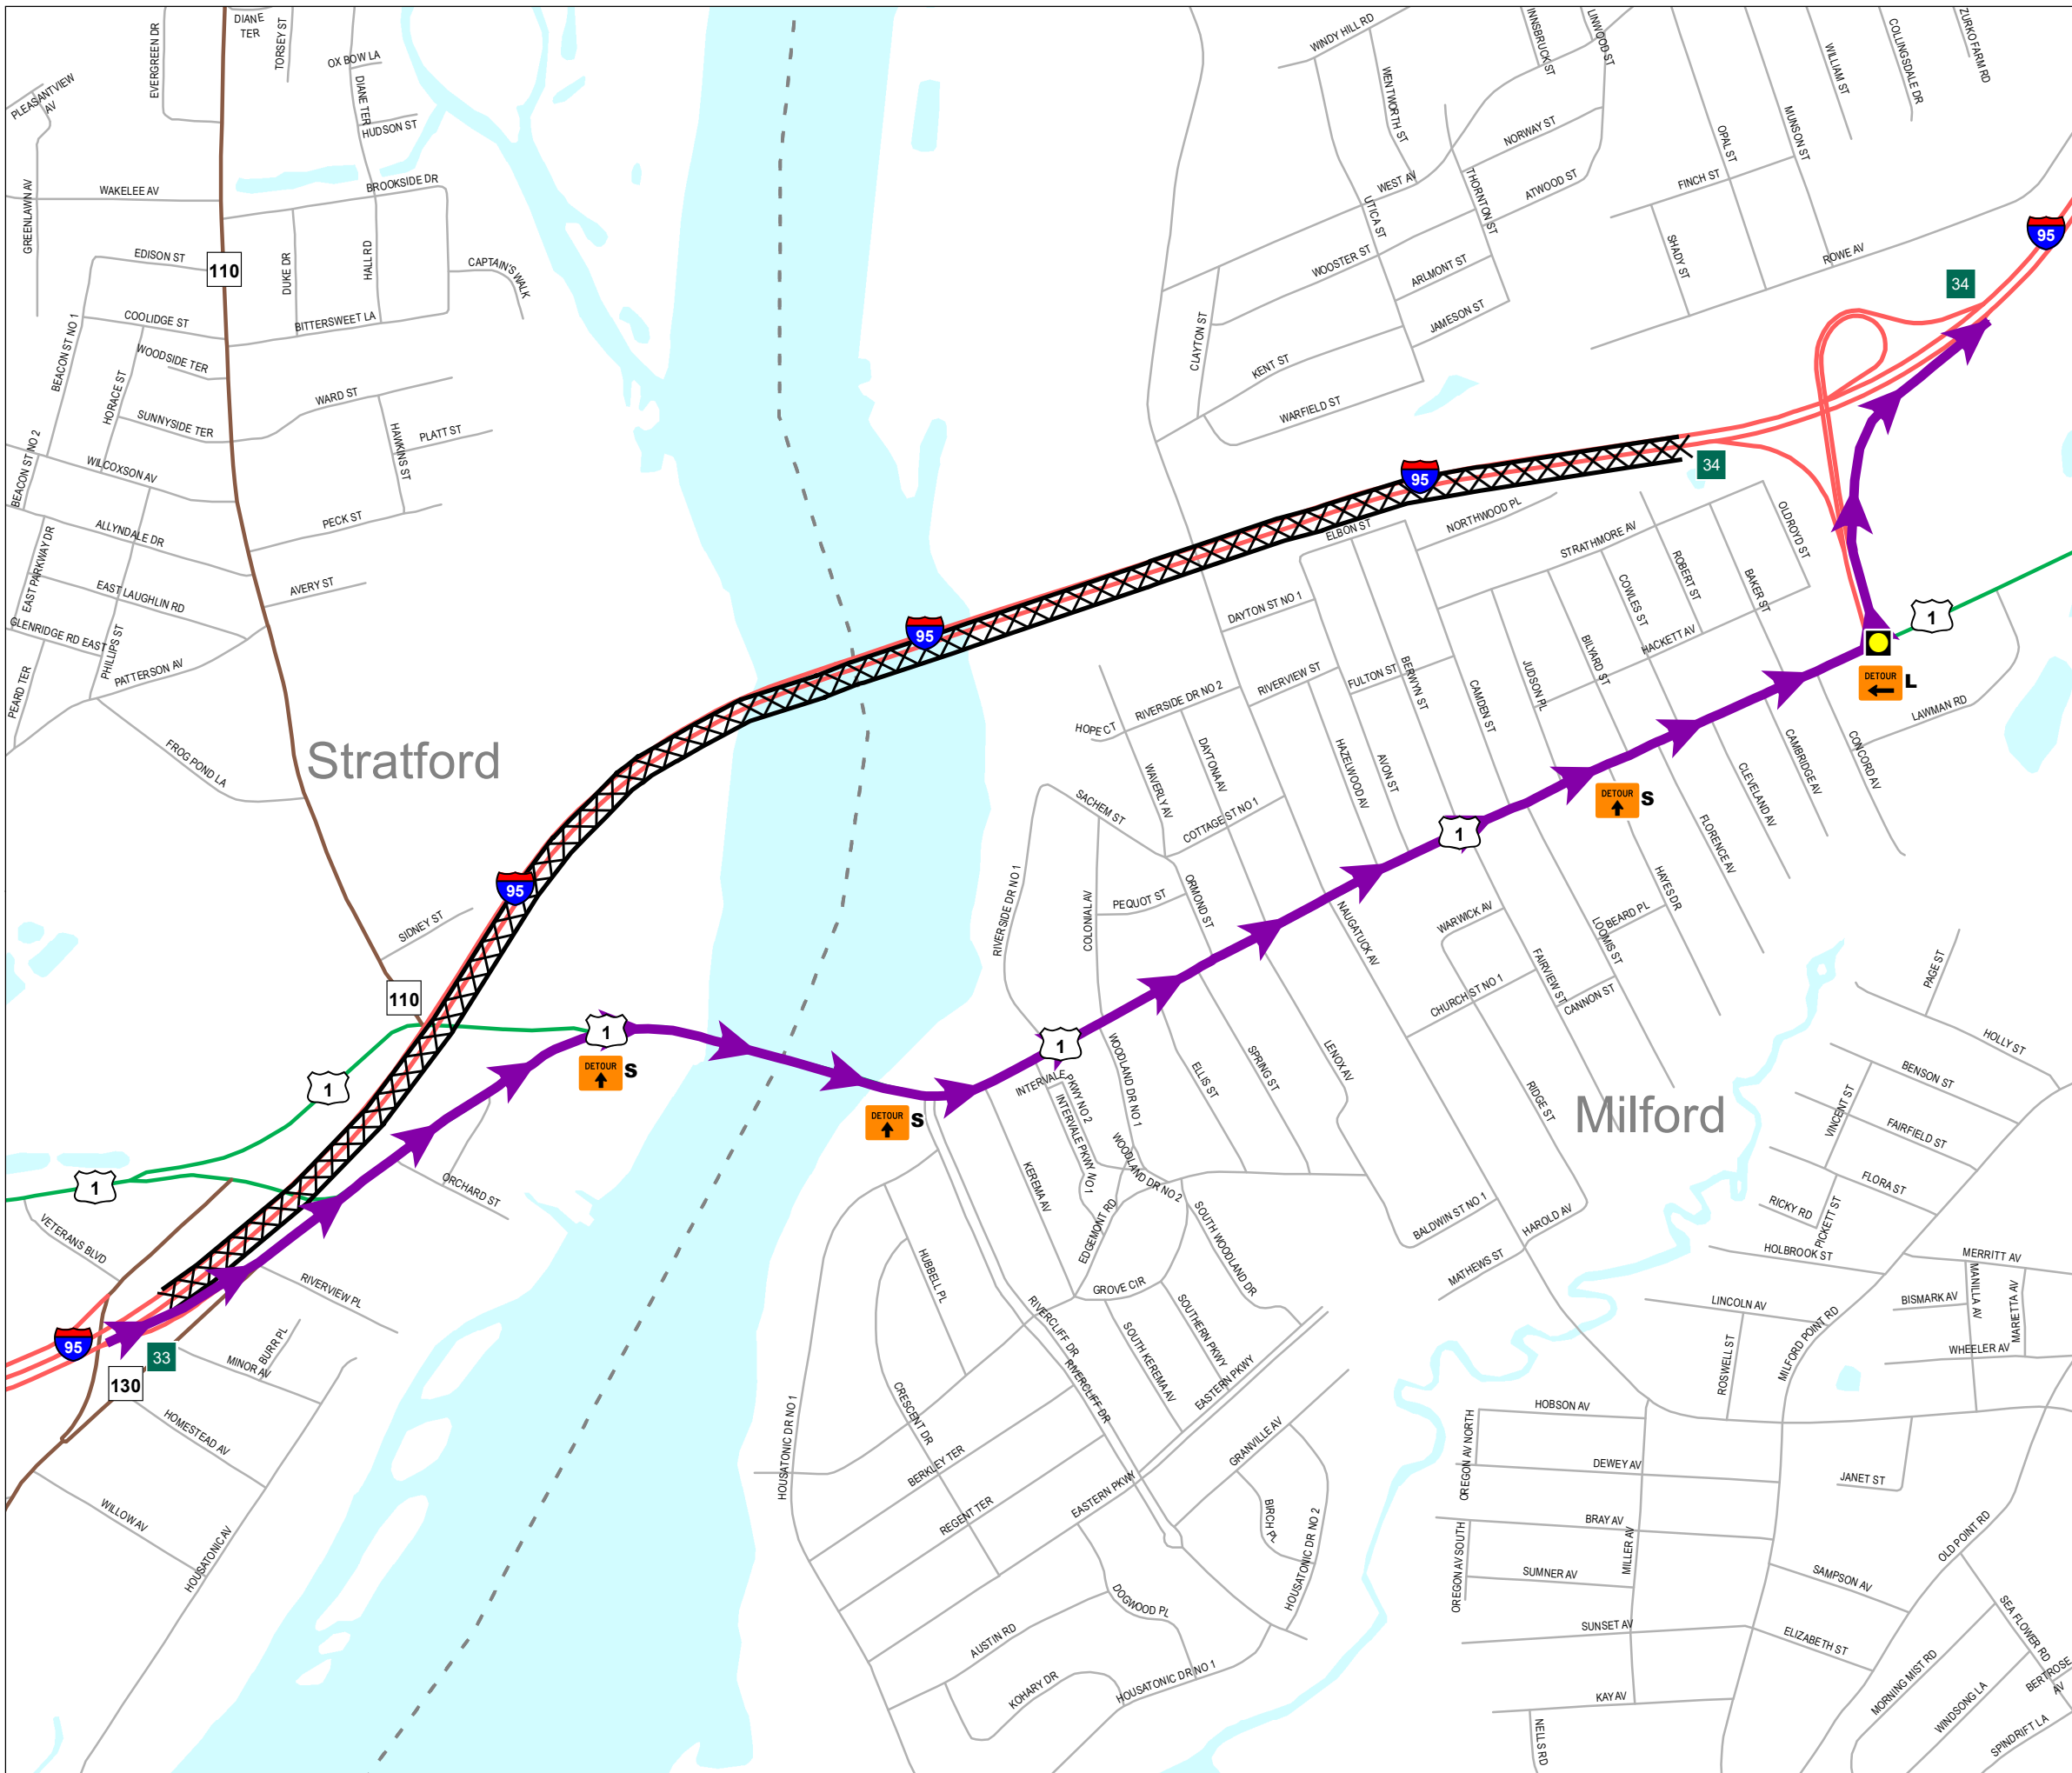 DIANE
TER
TORSEY ST
EVERGREEN DR
PLEASANTVIEW
AV
OX BOW LA
DIANE TER
HUDSON ST
GREENLAWN AV
WAKELEE AV
BROOKSIDE DR
EDISON ST
110
DUKE DR
HALL RD
CAPTAIN'S WALK
BEACON ST NO 1
COOLIDGE ST
BITTERSWEET LA
WOODSIDE TER
HORACE ST
WARD ST
SUNNYSIDE TER
HAWKINS ST
PLATT ST
BEACON ST NO 2
WILCOXSON AV
PECK ST
ALLYNDALE DR
EAST PARKWAY DR
EAST LAUGHLIN RD
AVERY ST
GLENRIDGE RD EAST
PHILLIPS ST
PATTERSON AV
PEARD TER
FROG POND LA
Stratford
SIDNEY ST
110
95
1
1
1
DETOUR
S
ORCHARD ST
VETERANS BLVD
RIVERVIEW PL
95
33
130
BURR PL
MINOR AV
HOMESTEAD AV
WILLOW AV
HOUSATONIC AV
WINDY HILL RD
INNSBRUCK ST
LINWOOD ST
WENTWORTH ST
WILLIAM ST
COLLINGSDALE DR
ZURKO FARM RD
NORWAY ST
OPAL ST
MUNSON ST
WEST AV
THORNTON ST
ATWOOD ST
FINCH ST
UTICA ST
WOOSTER ST
ARLMONT ST
SHADY ST
ROWE AV
95
34
JAMESON ST
CLAYTON ST
KENT ST
WARFIELD ST
95
34
ELBON ST
NORTHWOOD PL
STRATHMORE AV
OLDROYD ST
ROBERT ST
COWLES ST
BAKER ST
HACKETT AV
95
DAYTON ST NO 1
BILYARD ST
1
DETOUR
L
LAWMAN RD
RIVERVIEW ST
FULTON ST
BERWYN ST
CAMDEN ST
JUDSON PL
RIVERSIDE DR NO 2
HOPE CT
DAYTONA AV
WAVERLY AV
HAZELWOOD AV
AVON ST
CLEVELAND AV
CAMBRIDGE AV
CONCORD AV
SACHEM ST
COTTAGE ST NO 1
1
DETOUR
S
FLORENCE AV
RIVERSIDE DR NO 1
COLONIAL AV
PEQUOT ST
ORMOND ST
NAUGATUCK AV
WARWICK AV
HAYES DR
BEARD PL
LOOMIS ST
FAIRVIEW ST
CHURCH ST NO 1
CANNON ST
PAGE ST
HOLLY ST
1
DETOUR
S
INTERVALE
PKWY NO 2
INTERVALE PKWY NO 1
WOODLAND DR NO 1
WOODLAND DR NO 2
ELLIS ST
SPRING ST
LENOX AV
RIDGE ST
Milford
BENSON ST
VINCENT ST
FAIRFIELD ST
FLORA ST
KEREMA AV
EDGEMONT RD
SOUTH WOODLAND DR
BALDWIN ST NO 1
HAROLD AV
MATHEWS ST
RICKY RD
PICKETT ST
HOLBROOK ST
MERRITT AV
MANILLA AV
MARIETTA AV
BISMARK AV
LINCOLN AV
WHEELER AV
ROSWELL ST
MILFORD POINT RD
HUBBELL PL
GROVE CIR
RIVERCLIFF DR
RIVERCLIFF DR
SOUTH KEREMA AV
SOUTHERN PKWY
EASTERN PKWY
CRESCENT DR
HOUSATONIC DR NO 1
BERKLEY TER
REGENT TER
EASTERN PKWY
GRANVILLE AV
BIRCH PL
HOUSATONIC DR NO 2
DOGWOOD PL
AUSTIN RD
KOHARY DR
HOUSATONIC DR NO 1
HOBSON AV
OREGON AV NORTH
DEWEY AV
JANET ST
BRAY AV
OREGON AV SOUTH
MILLER AV
SUMNER AV
SAMPSON AV
OLD POINT RD
SUNSET AV
ELIZABETH ST
SEA FLOWER RD
BERTROSE
AV
KAY AV
NELLS RD
MORNING MIST RD
WINDSONG LA
SPINDRIFT LA